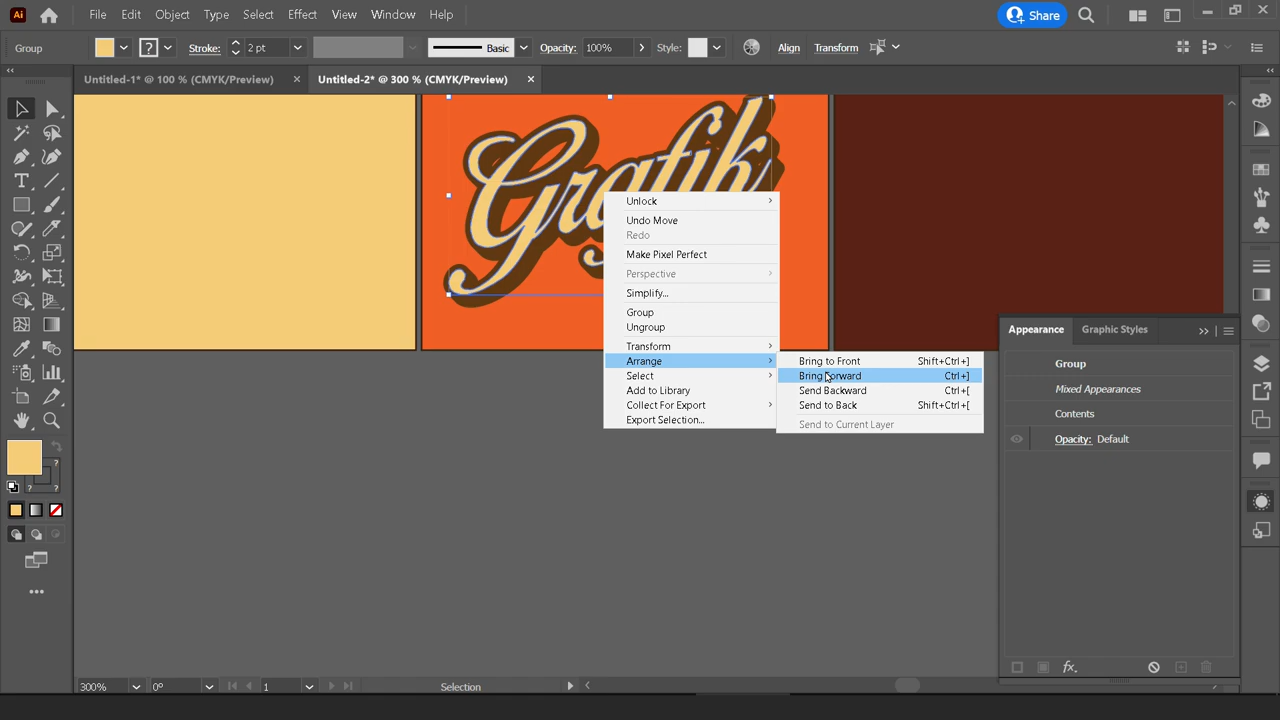 Ai File Edit Object Type Select Effect View Window Help Share
Group Stroke: 2 pt Basic Opacity: 100% Style: Align Transform
Untitled-1* @ 100 % (CMYK/Preview) Untitled-2* @ 300 % (CMYK/Preview)
Grafik
Unlock
Undo Move
Redo
Make Pixel Perfect
Perspective
Simplify...
Group
Ungroup
Transform
Arrange
Select
Add to Library
Collect For Export
Export Selection...
Bring to Front Shift+Ctrl+]
Bring Forward Ctrl+]
Send Backward Ctrl+[
Send to Back Shift+Ctrl+[
Send to Current Layer
Appearance Graphic Styles
Group
Mixed Appearances
Contents
Opacity: Default
fx.
? ? ?
300% 0° 1 Selection